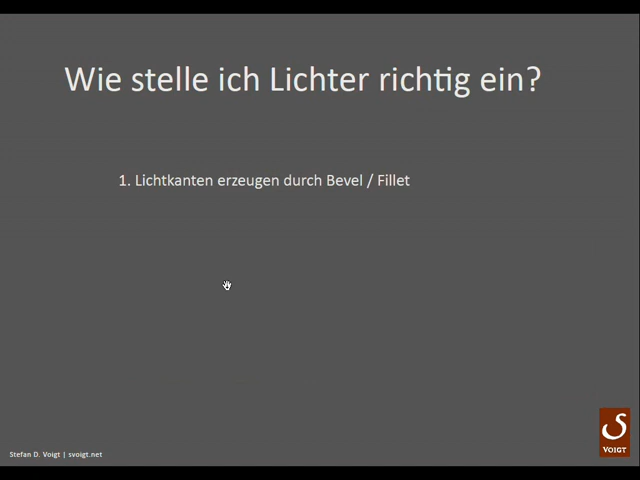 Wie stelle ich Lichter richtig ein?
1. Lichtkanten erzeugen durch Bevel / Fillet
S
VOIGT
Stefan D. Voigt | svoigt.net